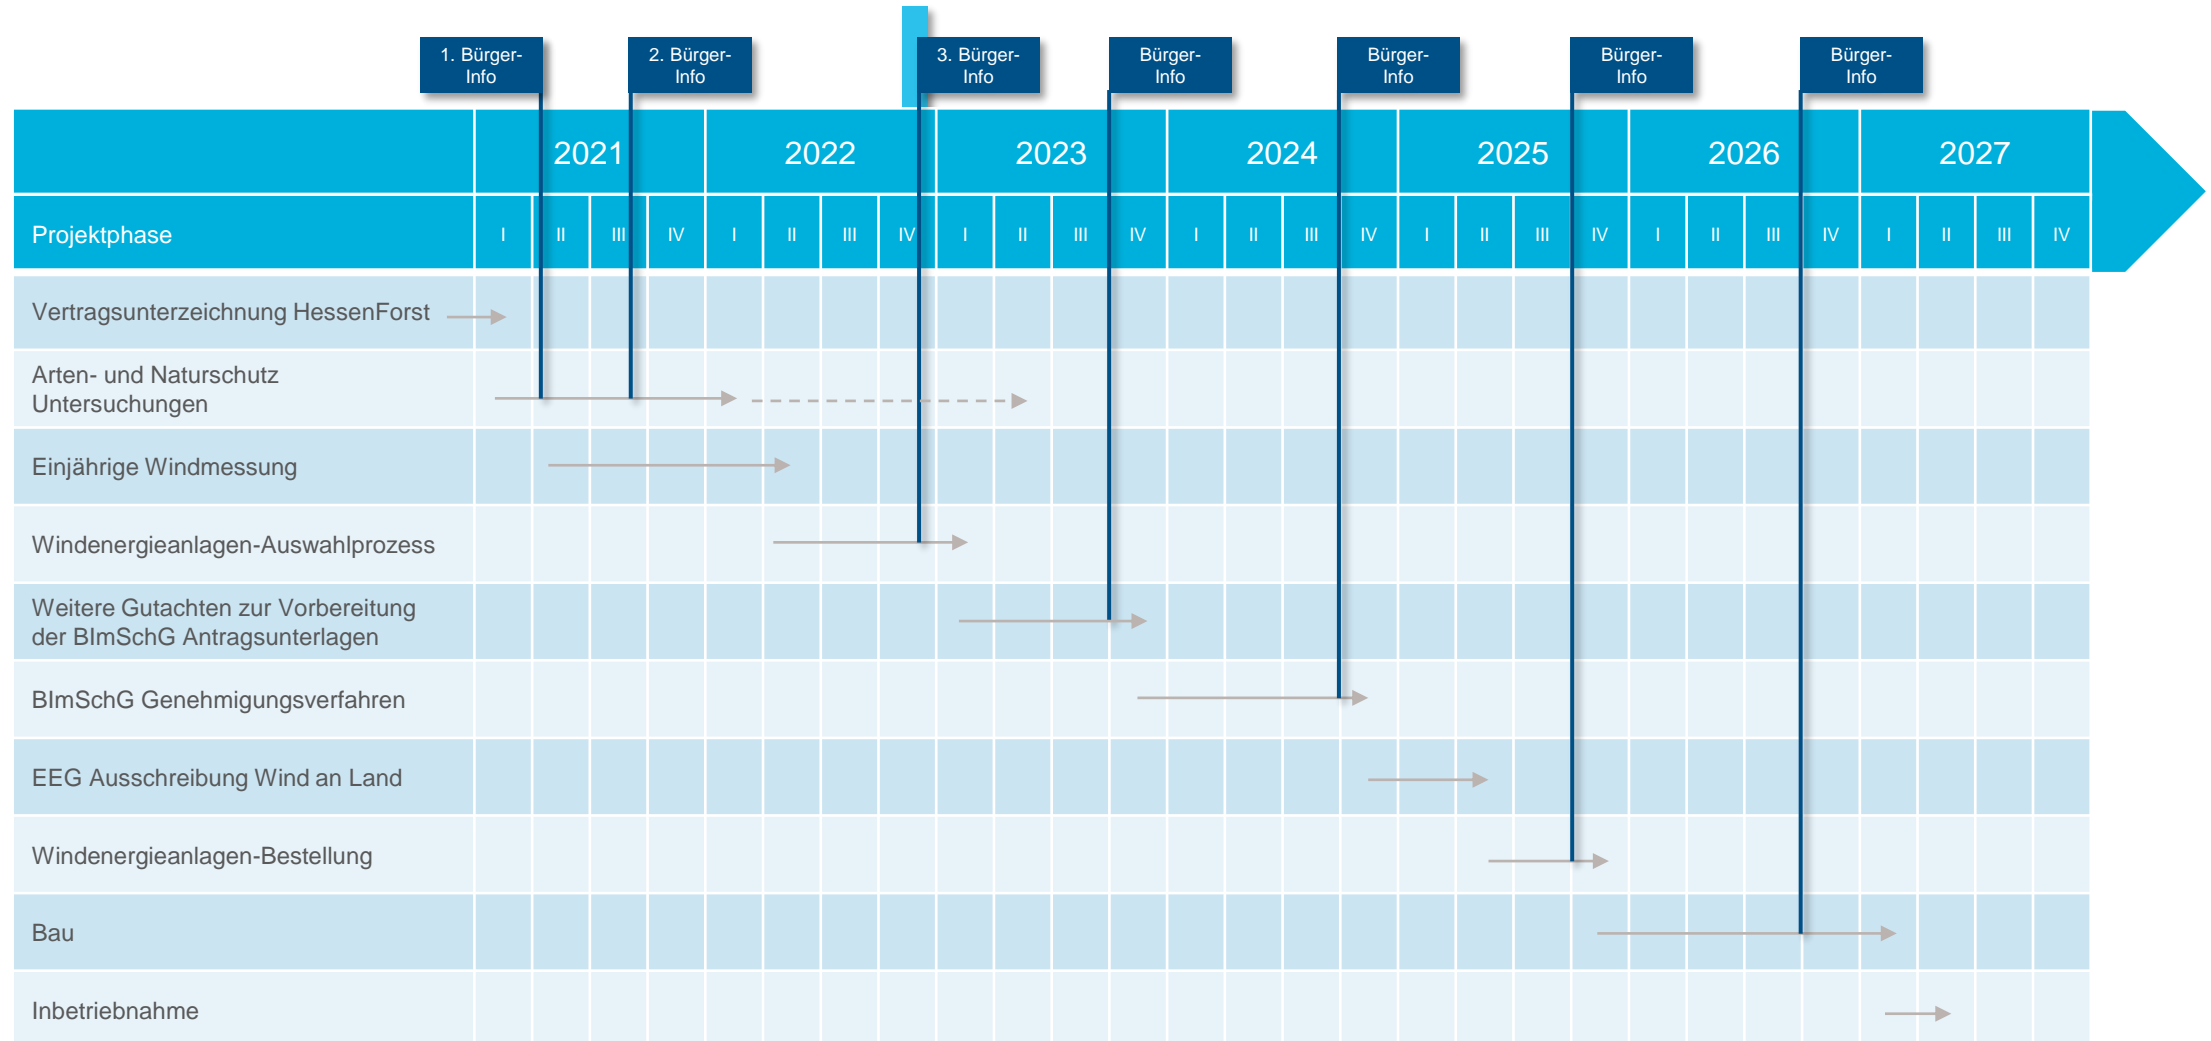 1. Bürger-
Info
2. Bürger-
Info
3. Bürger-
Info
Bürger-
Info
Bürger-
Info
Bürger-
Info
Bürger-
Info
2021 2022 2023 2024 2025 2026 2027
Projektphase I II III IV I II III IV I II III IV I II III IV I II III IV I II III IV I II III IV
Vertragsunterzeichnung HessenForst
Arten- und Naturschutz
Untersuchungen
Einjährige Windmessung
Windenergieanlagen-Auswahlprozess
Weitere Gutachten zur Vorbereitung
der BImSchG Antragsunterlagen
BImSchG Genehmigungsverfahren
EEG Ausschreibung Wind an Land
Windenergieanlagen-Bestellung
Bau
Inbetriebnahme